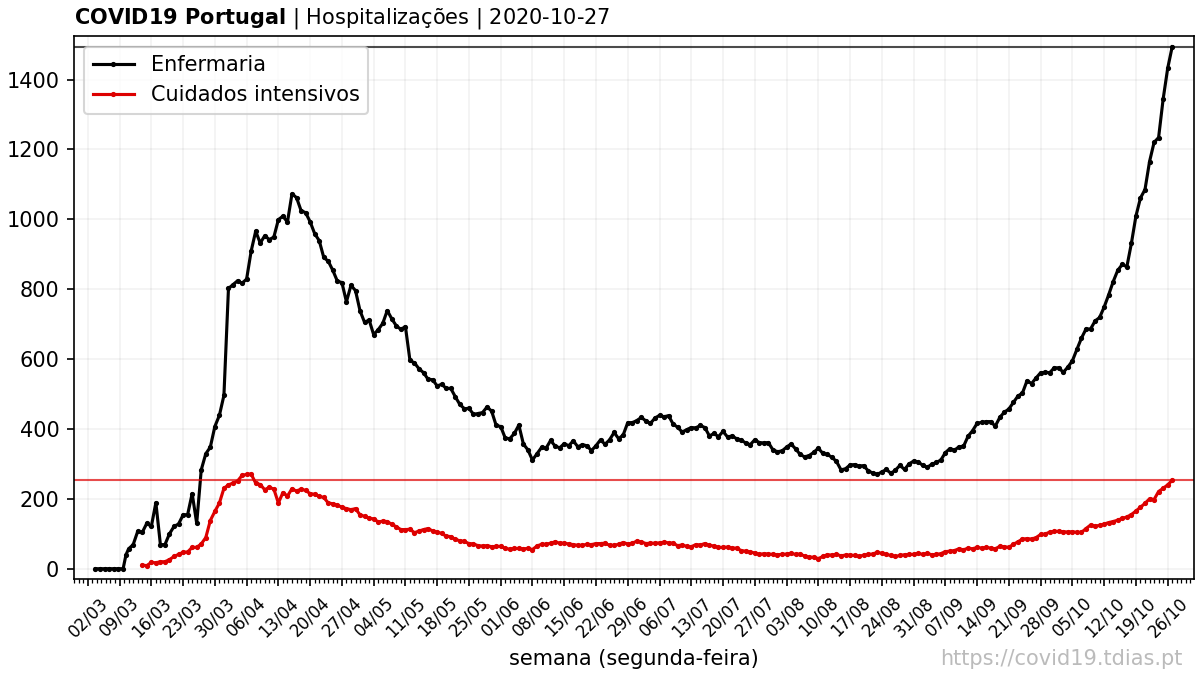 COVID19 Portugal | Hospitalizações | 2020-10-27
Enfermaria
Cuidados intensivos
1400
1200
1000
800
600
400
200
0
02/03 09/03 16/03 23/03 30/03 06/04 13/04 20/04 27/04 04/05 11/05 18/05 25/05 01/06 08/06 15/06 22/06 29/06 06/07 13/07 20/07 27/07 03/08 10/08 17/08 24/08 31/09 07/09 14/09 21/09 28/09 05/10 12/10 19/10 26/10
semana (segunda-feira)
https://covid19.tdias.pt